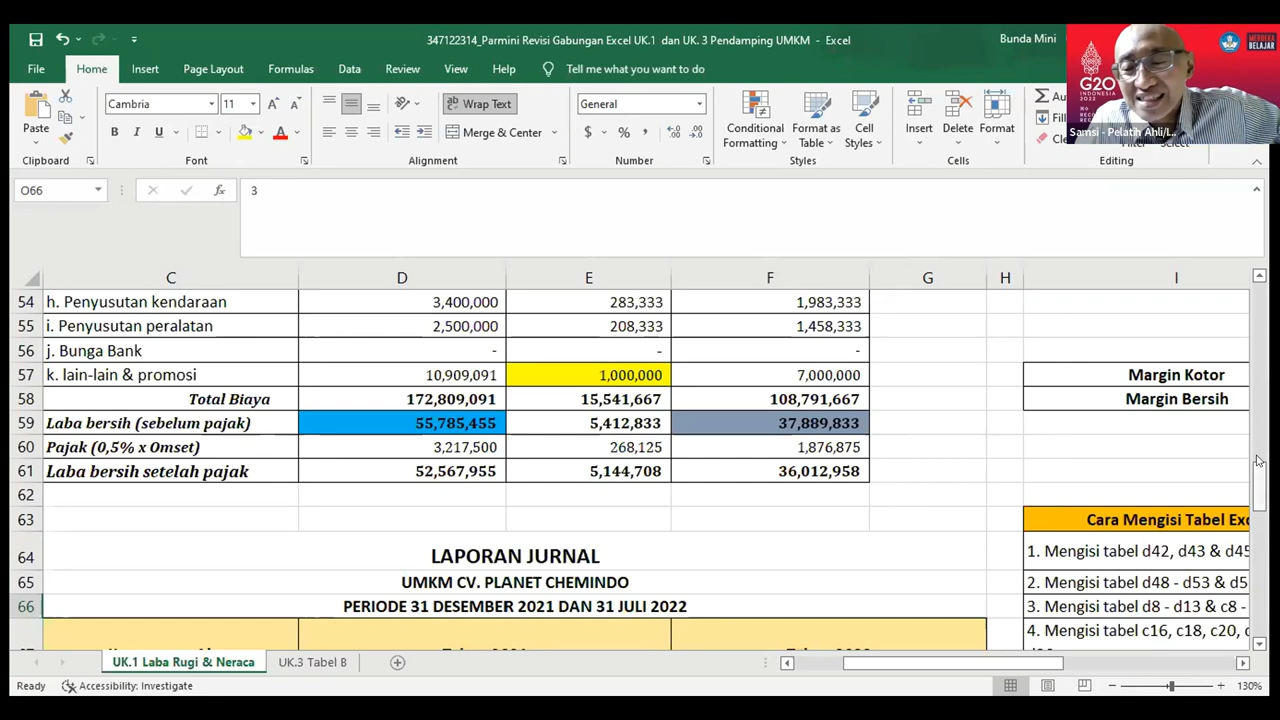 347122314_Parmini Revisi Gabungan Excel UK.1 dan UK. 3 Pendamping UMKM - Excel
Bunda Mini
MERDEKA
BELAJAR
G20
INDONESIA
2022
Samsi - Pelatih Ahli/L...
File Home Insert Page Layout Formulas Data Review View Help Tell me what you want to do
Paste
Cambria 11
B I U
Wrap Text
Merge & Center
General
$ %
Conditional Formatting
Format as Table
Cell Styles
Insert Delete Format
Clipboard Font Alignment Number Styles Cells Editing
O66 fx 3
C D E F G H I
54 h. Penyusutan kendaraan 3,400,000 283,333 1,983,333
55 i. Penyusutan peralatan 2,500,000 208,333 1,458,333
56 j. Bunga Bank - - -
57 k. lain-lain & promosi 10,909,091 1,000,000 7,000,000 Margin Kotor
58 Total Biaya 172,809,091 15,541,667 108,791,667 Margin Bersih
59 Laba bersih (sebelum pajak) 55,785,455 5,412,833 37,889,833
60 Pajak (0,5% x Omset) 3,217,500 268,125 1,876,875
61 Laba bersih setelah pajak 52,567,955 5,144,708 36,012,958
62
63 Cara Mengisi Tabel Exc
64 LAPORAN JURNAL 1. Mengisi tabel d42, d43 & d45
65 UMKM CV. PLANET CHEMINDO 2. Mengisi tabel d48 - d53 & d5
66 PERIODE 31 DESEMBER 2021 DAN 31 JULI 2022 3. Mengisi tabel d8 - d13 & c8 -
4. Mengisi tabel c16, c18, c20,
UK.1 Laba Rugi & Neraca UK.3 Tabel B
Ready Accessibility: Investigate 130%